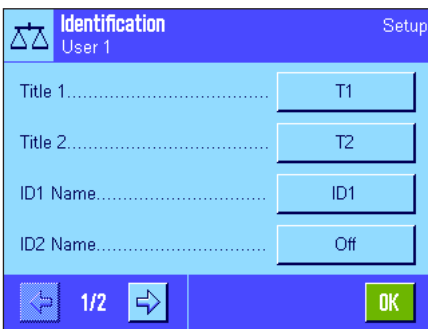 Identification
Setup
User 1
Title 1................................... T1
Title 2................................... T2
ID1 Name............................. ID1
ID2 Name............................. Off
1/2
OK